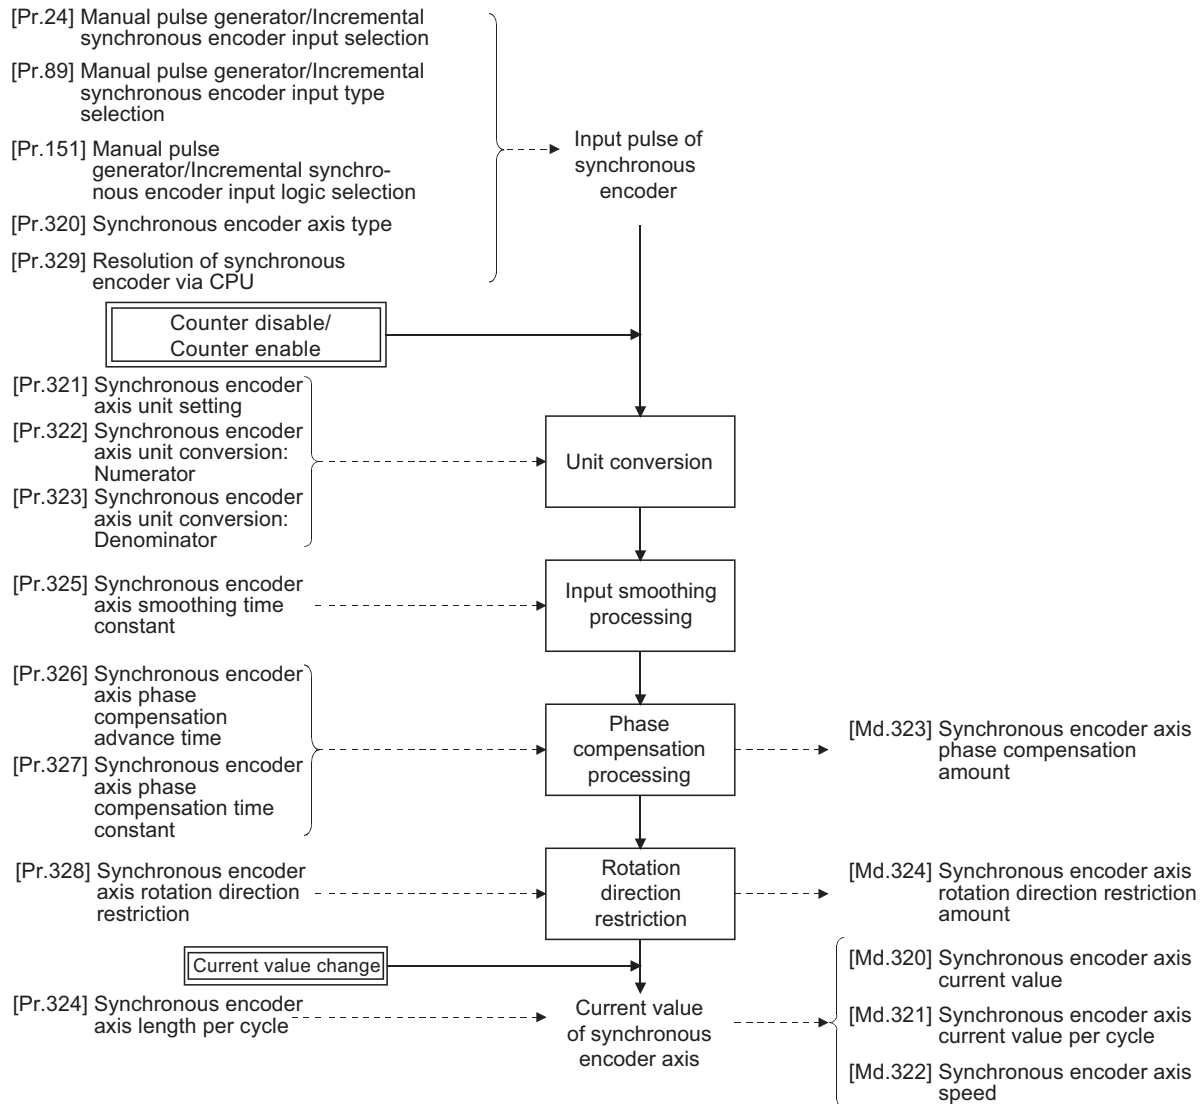 [Pr.24] Manual pulse generator/Incremental
synchronous encoder input selection
[Pr.89] Manual pulse generator/Incremental
synchronous encoder input type
selection
[Pr.151] Manual pulse
generator/Incremental synchro-
nous encoder input logic selection
[Pr.320] Synchronous encoder axis type
[Pr.329] Resolution of synchronous
encoder via CPU
Input pulse of
synchronous
encoder
Counter disable/
Counter enable
[Pr.321] Synchronous encoder
axis unit setting
[Pr.322] Synchronous encoder
axis unit conversion:
Numerator
[Pr.323] Synchronous encoder
axis unit conversion:
Denominator
Unit conversion
[Pr.325] Synchronous encoder
axis smoothing time
constant
Input smoothing
processing
[Pr.326] Synchronous encoder
axis phase
compensation
advance time
[Pr.327] Synchronous encoder
axis phase
compensation time
constant
Phase
compensation
processing
[Md.323] Synchronous encoder axis
phase compensation
amount
[Pr.328] Synchronous encoder
axis rotation direction
restriction
Rotation
direction
restriction
[Md.324] Synchronous encoder axis
rotation direction restriction
amount
Current value change
[Pr.324] Synchronous encoder
axis length per cycle
Current value
of synchronous
encoder axis
[Md.320] Synchronous encoder axis
current value
[Md.321] Synchronous encoder axis
current value per cycle
[Md.322] Synchronous encoder axis
speed